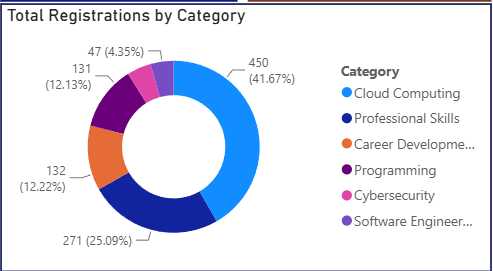 Total Registrations by Category
47 (4.35%)
131
(12.13%)
450
(41.67%)
132
(12.22%)
271 (25.09%)
Category
Cloud Computing
Professional Skills
Career Developme...
Programming
Cybersecurity
Software Engineer...